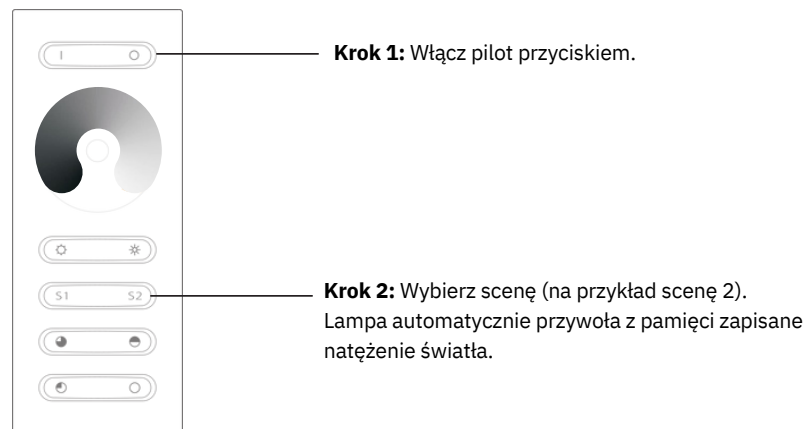 I O
Krok 1: Włącz pilot przyciskiem.
S1 S2
Krok 2: Wybierz scenę (na przykład scenę 2).
Lampa automatycznie przywoła z pamięci zapisane
natężenie światła.